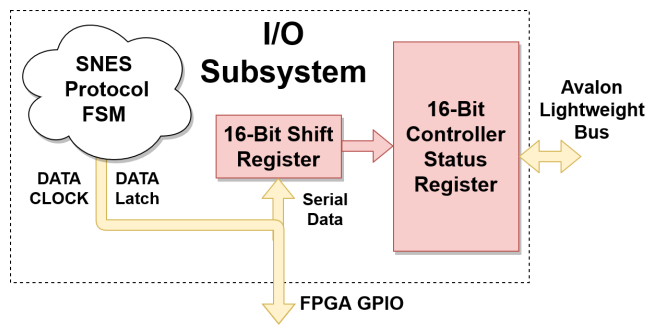 I/O
Subsystem
SNES
Protocol
FSM
DATA
CLOCK
DATA
Latch
16-Bit Shift
Register
Serial
Data
16-Bit
Controller
Status
Register
Avalon
Lightweight
Bus
FPGA GPIO